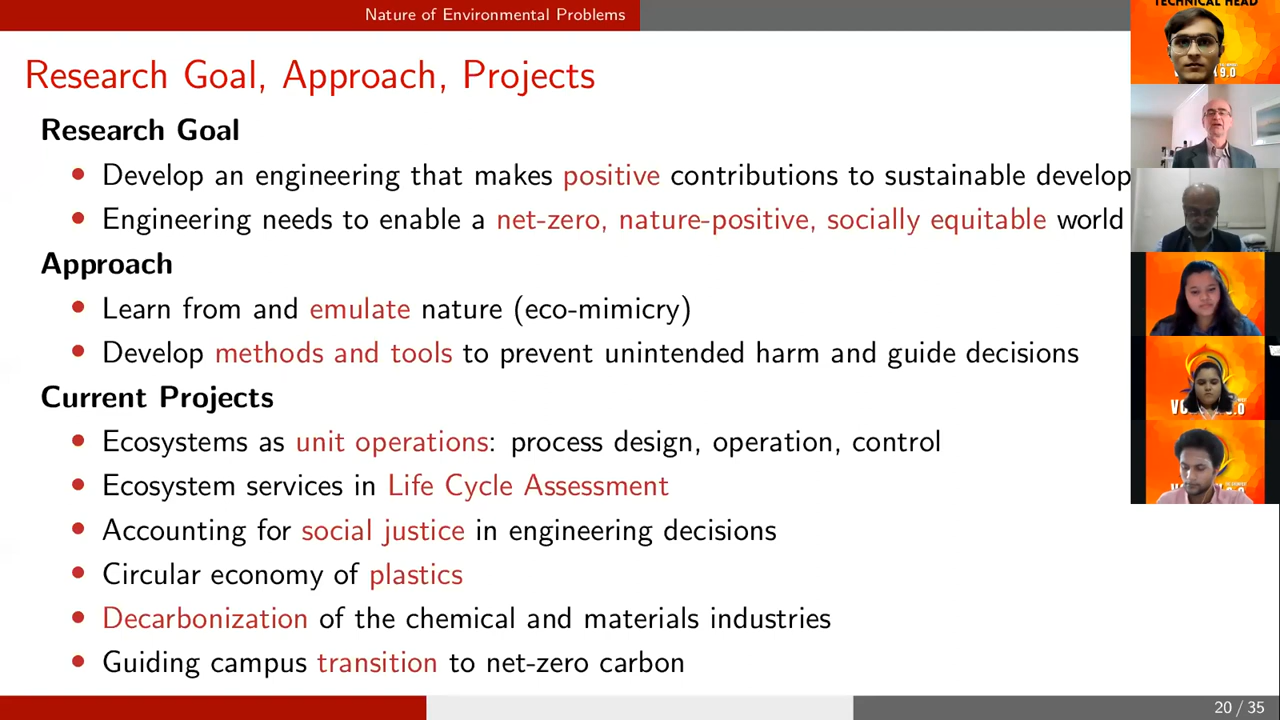 Nature of Environmental Problems
TECHNICAL HEAD
Research Goal, Approach, Projects
9.0
Research Goal
Develop an engineering that makes positive contributions to sustainable develop
Engineering needs to enable a net-zero, nature-positive, socially equitable world
Approach
Learn from and emulate nature (eco-mimicry)
Develop methods and tools to prevent unintended harm and guide decisions
Current Projects
Ecosystems as unit operations: process design, operation, control
Ecosystem services in Life Cycle Assessment
Accounting for social justice in engineering decisions
Circular economy of plastics
Decarbonization of the chemical and materials industries
Guiding campus transition to net-zero carbon
20 / 35